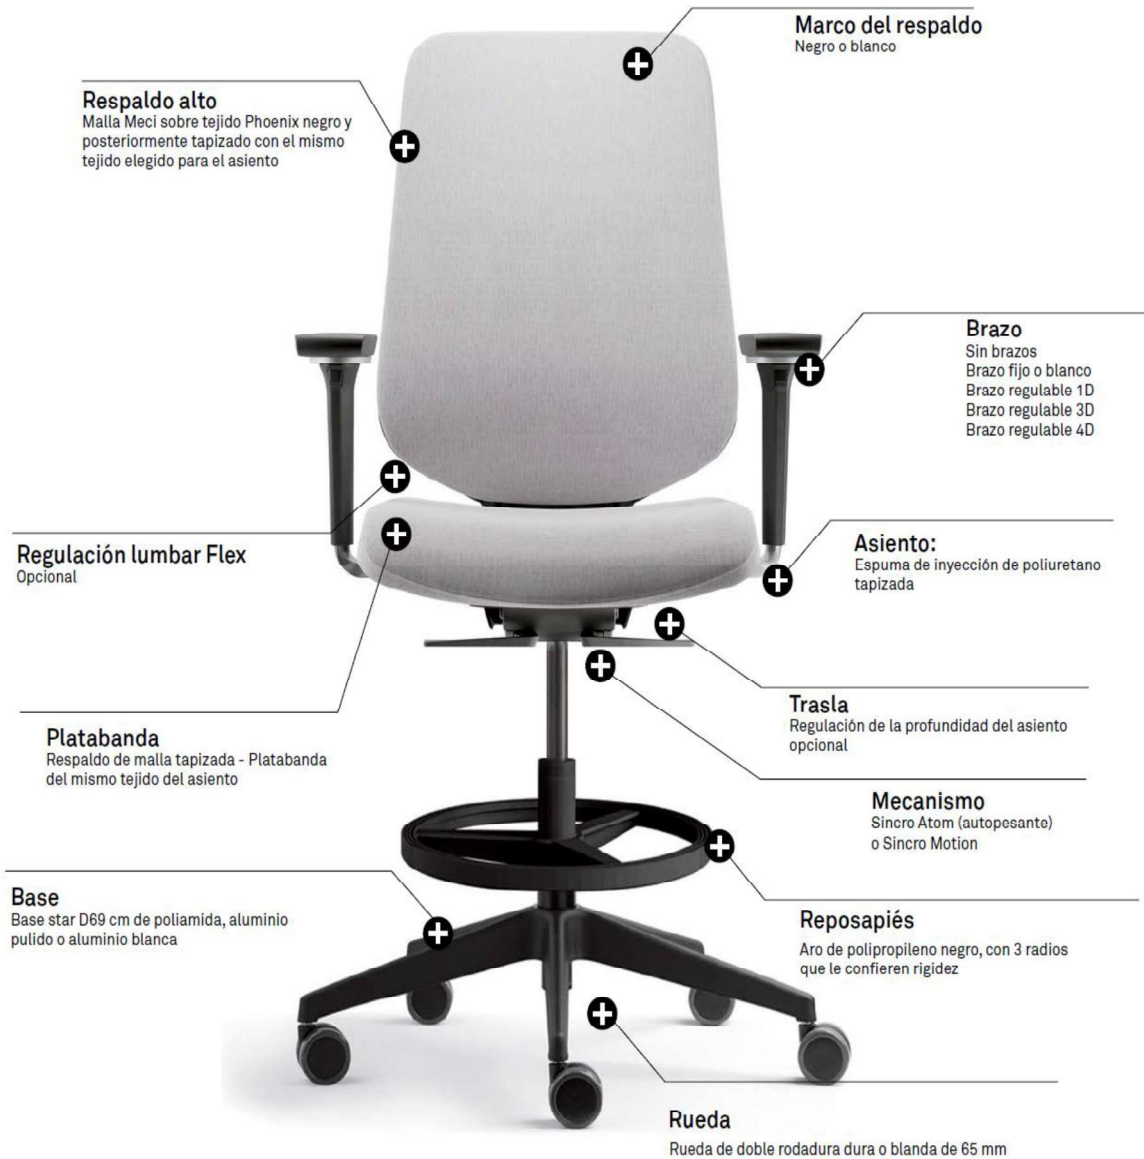 Marco del respaldo
Negro o blanco
Respaldo alto
Malla Meci sobre tejido Phoenix negro y
posteriormente tapizado con el mismo
tejido elegido para el asiento
Brazo
Sin brazos
Brazo fijo o blanco
Brazo regulable 1D
Brazo regulable 3D
Brazo regulable 4D
Regulación lumbar Flex
Opcional
Asiento:
Espuma de inyección de poliuretano
tapizada
Trasla
Regulación de la profundidad del asiento
opcional
Platabanda
Respaldo de malla tapizada - Platabanda
del mismo tejido del asiento
Mecanismo
Sincro Atom (autopesante)
o Sincro Motion
Base
Base star D69 cm de poliamida, aluminio
pulido o aluminio blanca
Reposapiés
Aro de polipropileno negro, con 3 radios
que le confieren rigidez
Rueda
Rueda de doble rodadura dura o blanda de 65 mm